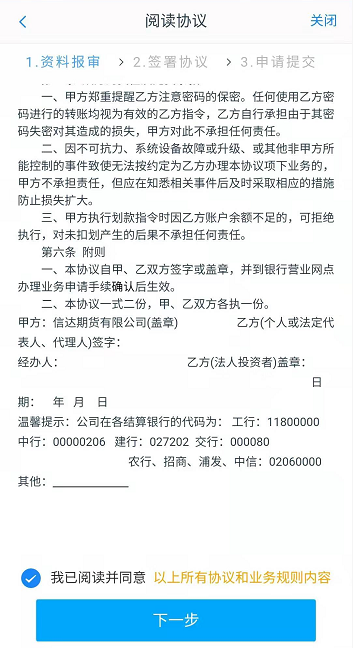 阅读协议
关闭
1.资料报审 > 2.签署协议 > 3.申请提交
一、甲方郑重提醒乙方注意密码的保密。任何使用乙方密
码进行的转账均视为有效的乙方指令，乙方自行承担由于其密
码失密对其造成的损失，甲方对此不承担任何责任。
二、因不可抗力、系统设备故障或升级、或其他非甲方所
能控制的事件致使无法按约定为乙方办理本协议项下业务的，
甲方不承担责任，但应在知悉相关事件后及时采取相应的措施
防止损失扩大。
三、甲方执行划款指令时因乙方账户余额不足的，可拒绝
执行，对未扣划产生的后果不承担任何责任。
第六条 附则
一、本协议自甲、乙双方签字或盖章，并到银行营业网点
办理业务申请手续确认后生效。
二、本协议一式二份，甲、乙双方各执一份。
甲方：信达期货有限公司(盖章) 乙方(个人或法定代
表人、代理人)签字：
经办人： 乙方(法人投资者)盖章：
日
期： 年 月 日
温馨提示：公司在各结算银行的代码为： 工行：11800000
中行：00000206 建行：027202 交行：000080
农行、招商、浦发、中信：02060000
其他：____________
我已阅读并同意 以上所有协议和业务规则内容
下一步